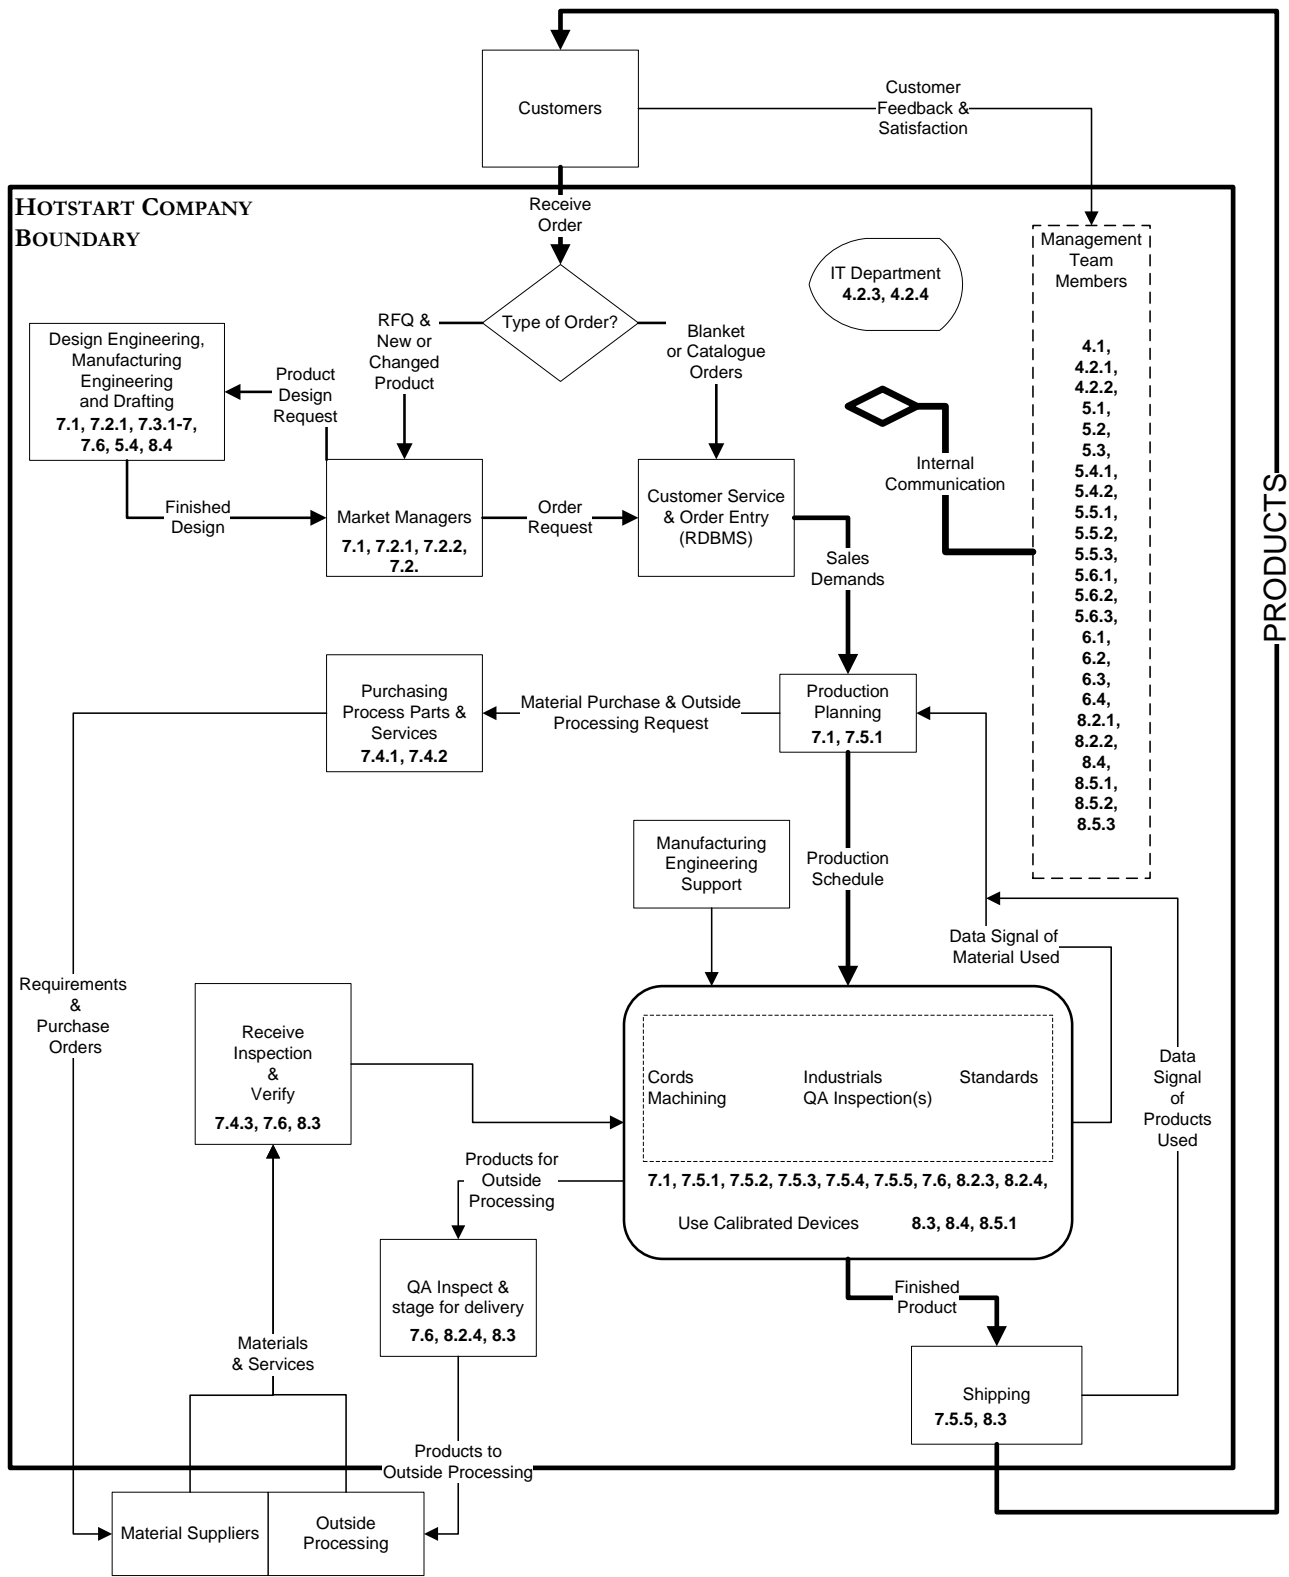 Customers
Customer
Feedback &
Satisfaction
HOTSTART COMPANY
BOUNDARY
Receive
Order
Management
Team
Members
4.1,
4.2.1,
4.2.2,
5.1,
5.2,
5.3,
5.4.1,
5.4.2,
5.5.1,
5.5.2,
5.5.3,
5.6.1,
5.6.2,
5.6.3,
6.1,
6.2,
6.3,
6.4,
8.2.1,
8.2.2,
8.4,
8.5.1,
8.5.2,
8.5.3
IT Department
4.2.3, 4.2.4
Type of Order?
RFQ &
New or
Changed
Product
Blanket
or Catalogue
Orders
Design Engineering,
Manufacturing
Engineering
and Drafting
7.1, 7.2.1, 7.3.1-7,
7.6, 5.4, 8.4
Product
Design
Request
Finished
Design
Market Managers
7.1, 7.2.1, 7.2.2,
7.2.
Order
Request
Customer Service
& Order Entry
(RDBMS)
Internal
Communication
Sales
Demands
PRODUCTS
Purchasing
Process Parts &
Services
7.4.1, 7.4.2
Material Purchase & Outside
Processing Request
Production
Planning
7.1, 7.5.1
Manufacturing
Engineering
Support
Production
Schedule
Data Signal of
Material Used
Requirements
&
Purchase
Orders
Receive
Inspection
&
Verify
7.4.3, 7.6, 8.3
Cords Industrials Standards
Machining QA Inspection(s)
7.1, 7.5.1, 7.5.2, 7.5.3, 7.5.4, 7.5.5, 7.6, 8.2.3, 8.2.4,
Use Calibrated Devices 8.3, 8.4, 8.5.1
Data
Signal
of
Products
Used
Products for
Outside
Processing
QA Inspect &
stage for delivery
7.6, 8.2.4, 8.3
Finished
Product
Materials
& Services
Shipping
7.5.5, 8.3
Products to
Outside Processing
Material Suppliers
Outside
Processing